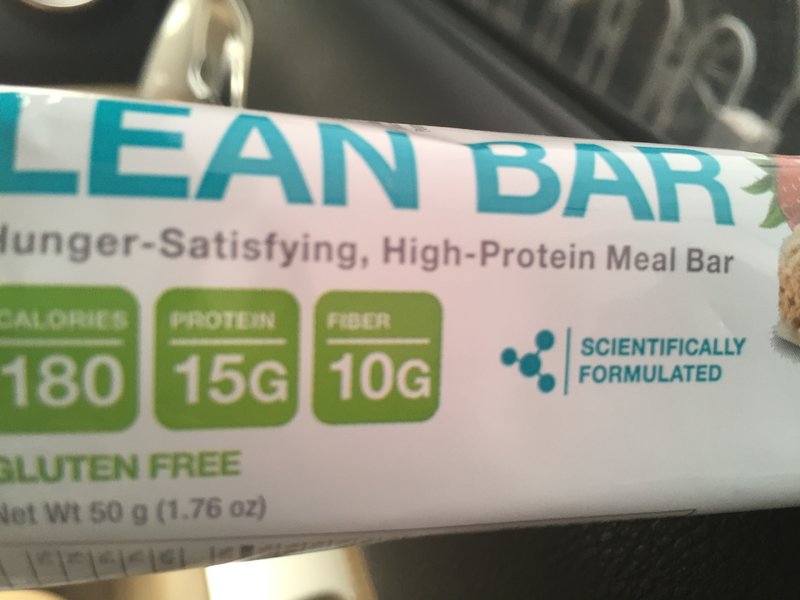 LEAN BAR
Hunger-Satisfying, High-Protein Meal Bar
CALORIES
180
PROTEIN
15G
FIBER
10G
SCIENTIFICALLY
FORMULATED
GLUTEN FREE
Net Wt 50 g (1.76 oz)